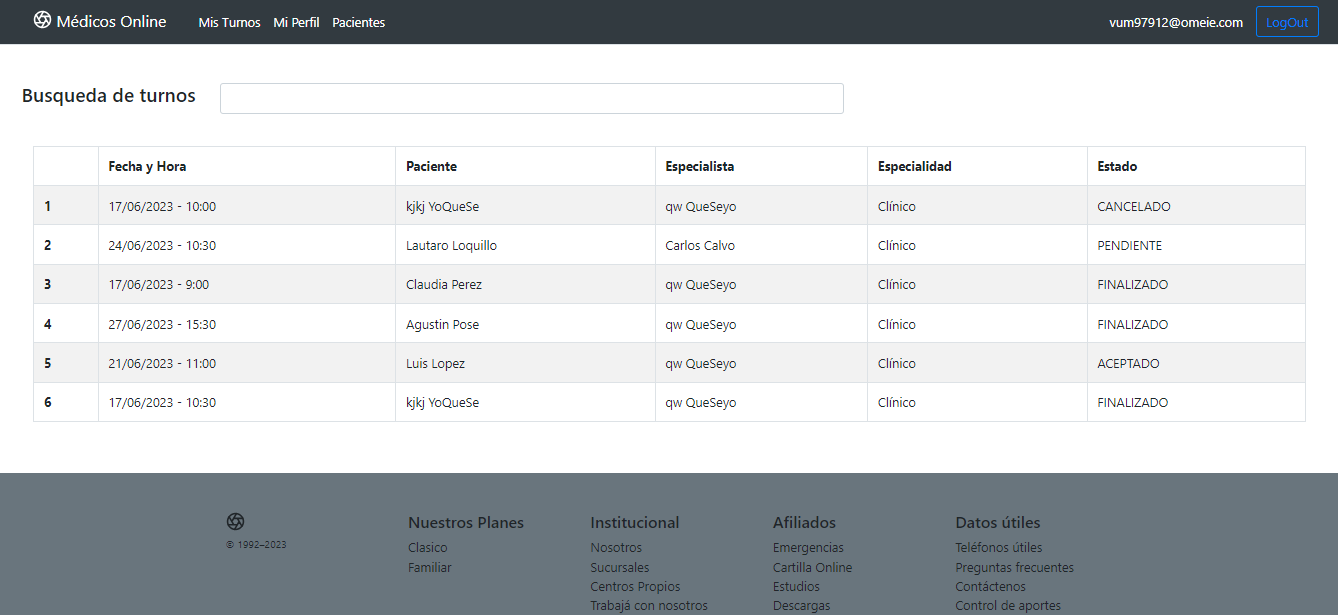 Médicos Online Mis Turnos Mi Perfil Pacientes vum97912@omeie.com LogOut
Busqueda de turnos
Fecha y Hora Paciente Especialista Especialidad Estado
1 17/06/2023 - 10:00 kjkj YoQueSe qw QueSeyo Clínico CANCELADO
2 24/06/2023 - 10:30 Lautaro Loquillo Carlos Calvo Clínico PENDIENTE
3 17/06/2023 - 9:00 Claudia Perez qw QueSeyo Clínico FINALIZADO
4 27/06/2023 - 15:30 Agustin Pose qw QueSeyo Clínico FINALIZADO
5 21/06/2023 - 11:00 Luis Lopez qw QueSeyo Clínico ACEPTADO
6 17/06/2023 - 10:30 kjkj YoQueSe qw QueSeyo Clínico FINALIZADO
© 1992–2023
Nuestros Planes
Clasico
Familiar
Institucional
Nosotros
Sucursales
Centros Propios
Trabajá con nosotros
Afiliados
Emergencias
Cartilla Online
Estudios
Descargas
Datos útiles
Teléfonos útiles
Preguntas frecuentes
Contáctenos
Control de aportes